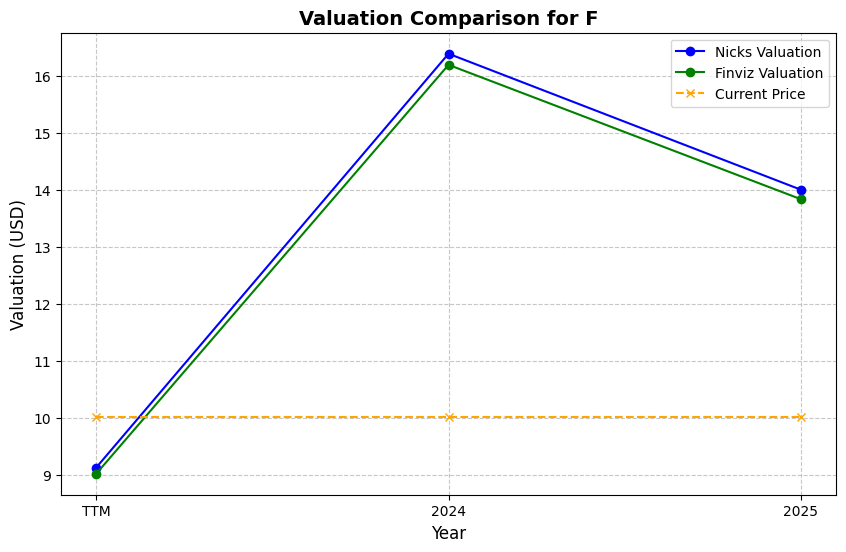 Valuation Comparison for F
Nicks Valuation
Finviz Valuation
Current Price
Valuation (USD)
16
15
14
13
12
11
10
9
TTM
2024
2025
Year